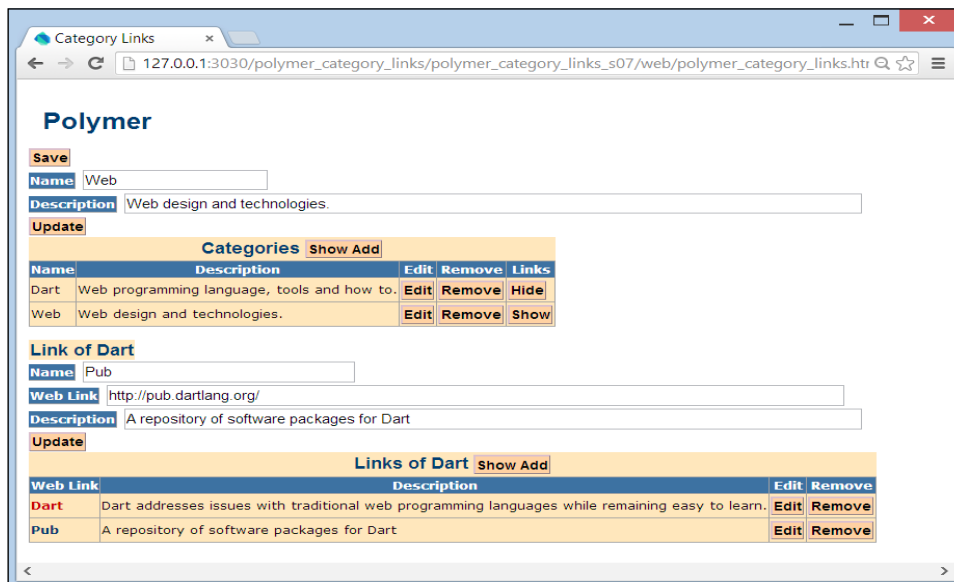 Category Links
127.0.0.1:3030/polymer_category_links/polymer_category_links_s07/web/polymer_category_links.htr
Polymer
Save
Name Web
Description Web design and technologies.
Update
Categories Show Add
Name Description Edit Remove Links
Dart Web programming language, tools and how to. Edit Remove Hide
Web Web design and technologies. Edit Remove Show
Link of Dart
Name Pub
Web Link http://pub.dartlang.org/
Description A repository of software packages for Dart
Update
Links of Dart Show Add
Web Link Description Edit Remove
Dart Dart addresses issues with traditional web programming languages while remaining easy to learn. Edit Remove
Pub A repository of software packages for Dart Edit Remove